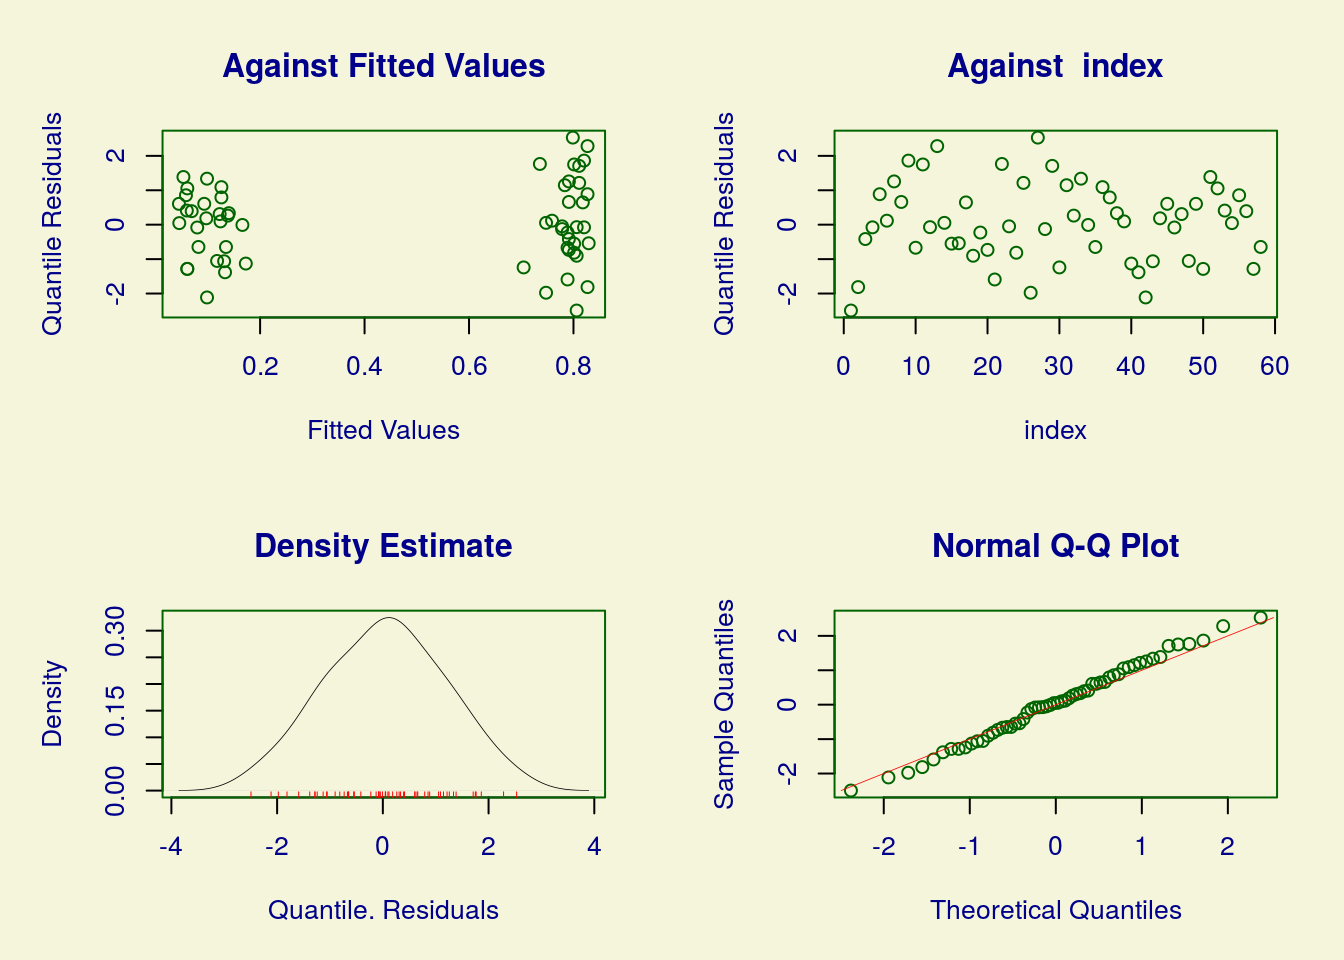 Against Fitted Values
Quantile Residuals
2
0
-2
0.2 0.4 0.6 0.8
Fitted Values
Against  index
Quantile Residuals
2
0
-2
0 10 20 30 40 50 60
index
Density Estimate
Density
0.30
0.15
0.00
-4 -2 0 2 4
Quantile. Residuals
Normal Q-Q Plot
Sample Quantiles
2
0
-2
-2 -1 0 1 2
Theoretical Quantiles